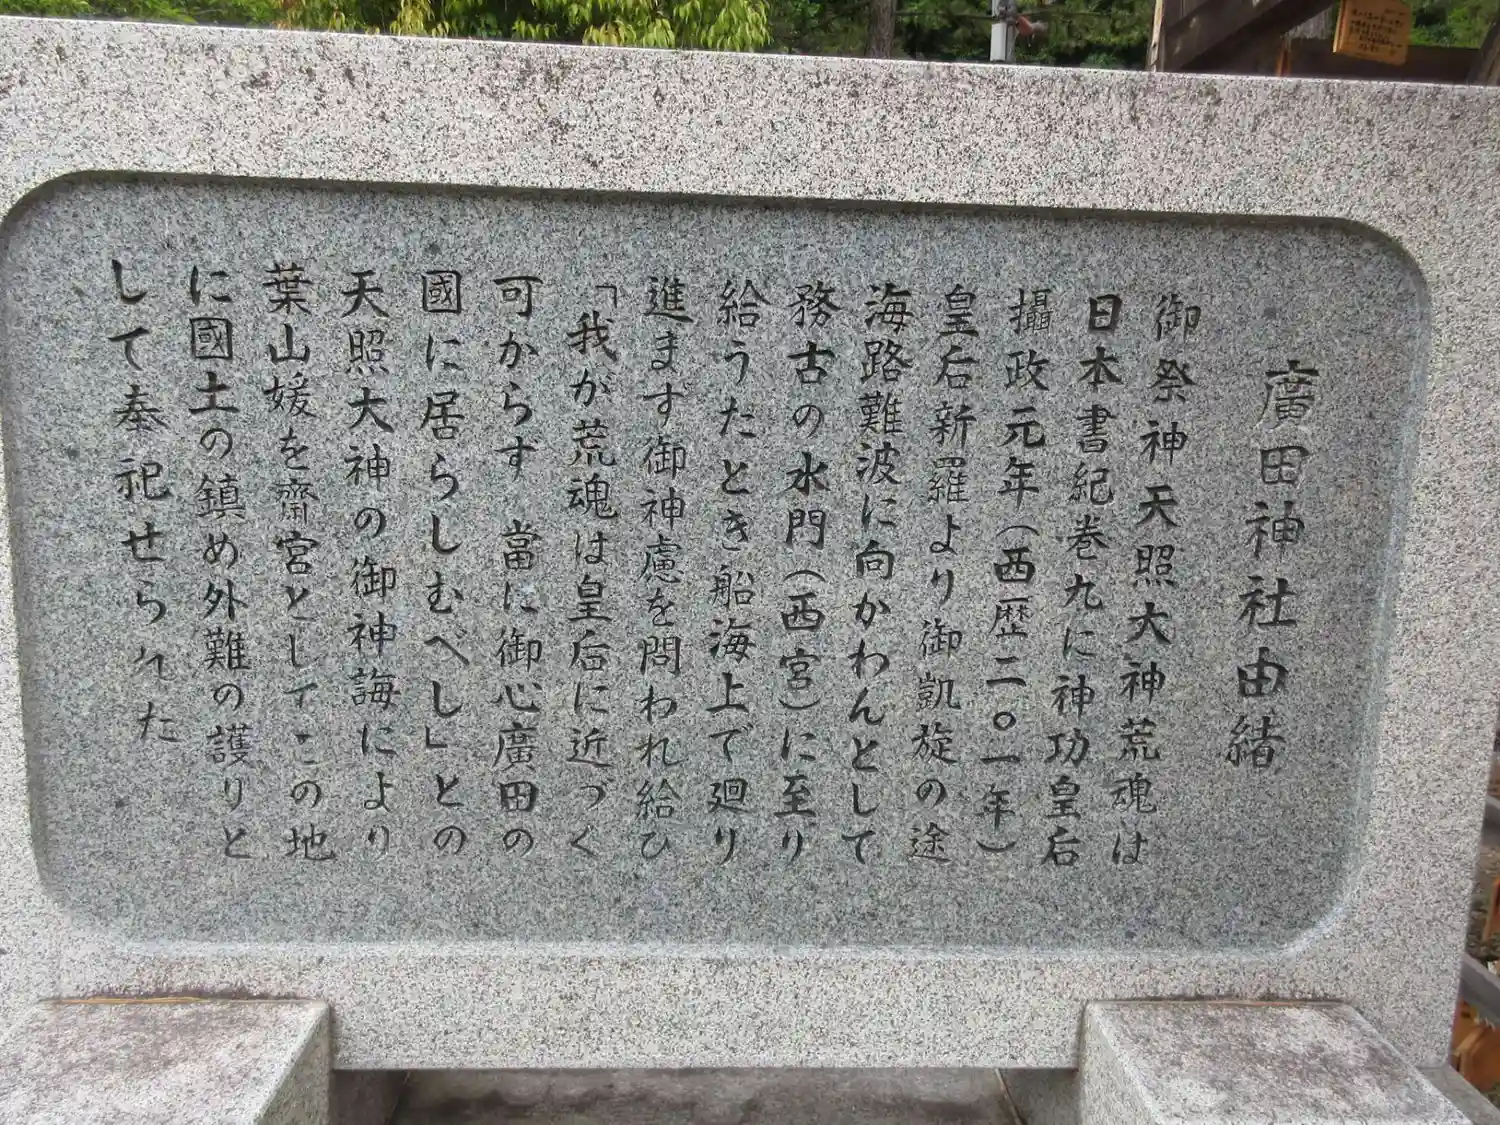 廣田神社由緒
御祭神天照大神荒魂は
日本書紀巻九に神功皇后
攝政元年（西歴二〇一年）
皇后新羅より御凱旋の途
海路難波に向かわんとして
務古の水門（西宮）に至り
給うたとき船海上で廻り
進まず御神慮を問われ給ひ
「我が荒魂は皇后に近づく
可からず 當に御心廣田の
國に居らしむべし」との
天照大神の御神誨により
葉山媛を齋宮としてこの地
に國土の鎮め外難の護りと
して奉祀せられた